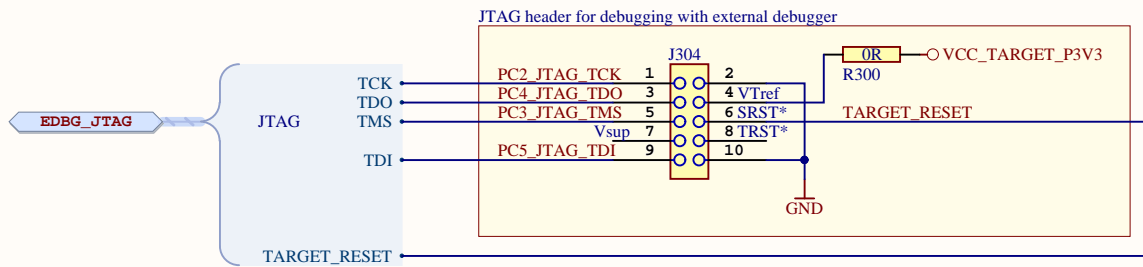 JTAG header for debugging with external debugger
J304
0R
VCC_TARGET_P3V3
R300
TCK PC2_JTAG_TCK 1 2
TDO PC4_JTAG_TDO 3 4 VTref
EDBG_JTAG JTAG TMS PC3_JTAG_TMS 5 6 SRST* TARGET_RESET
Vsup 7 8 TRST*
TDI PC5_JTAG_TDI 9 10
GND
TARGET_RESET